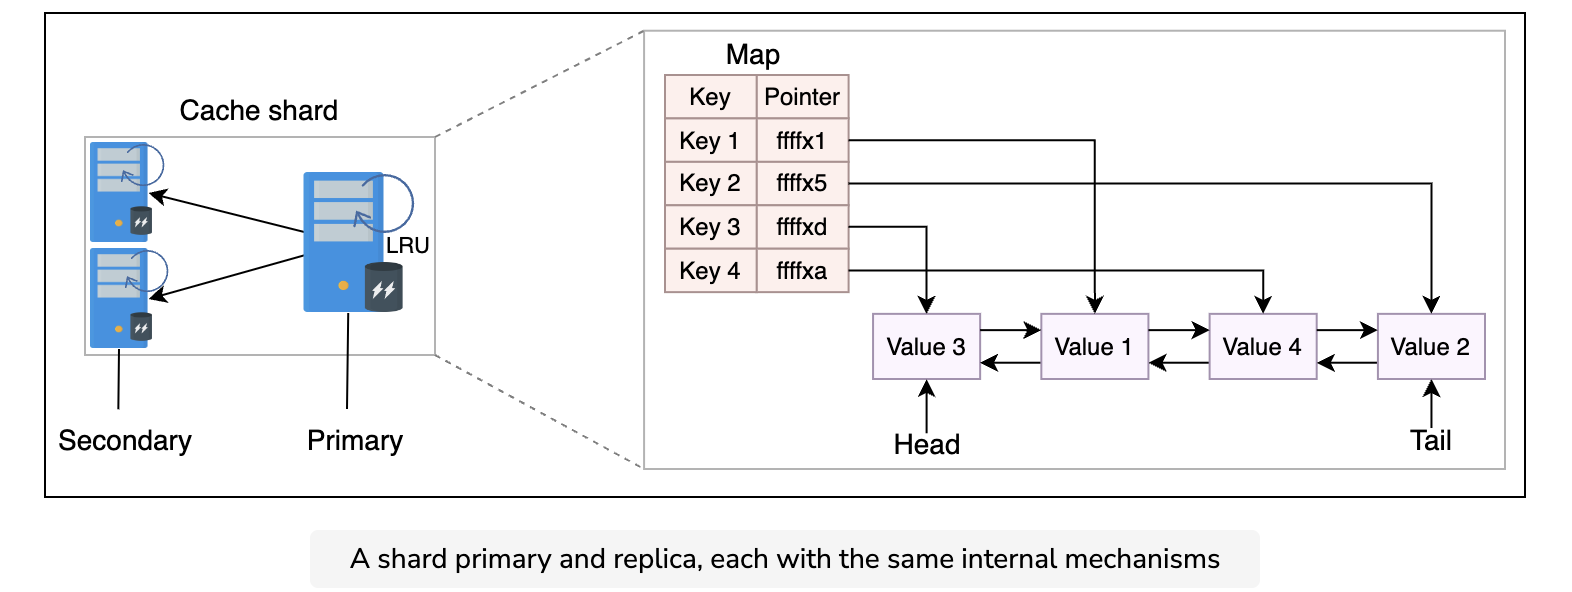 Cache shard
LRU
Secondary
Primary
Map
Key Pointer
Key 1 ffffx1
Key 2 ffffx5
Key 3 ffffxd
Key 4 ffffxa
Value 3 Value 1 Value 4 Value 2
Head Tail
A shard primary and replica, each with the same internal mechanisms